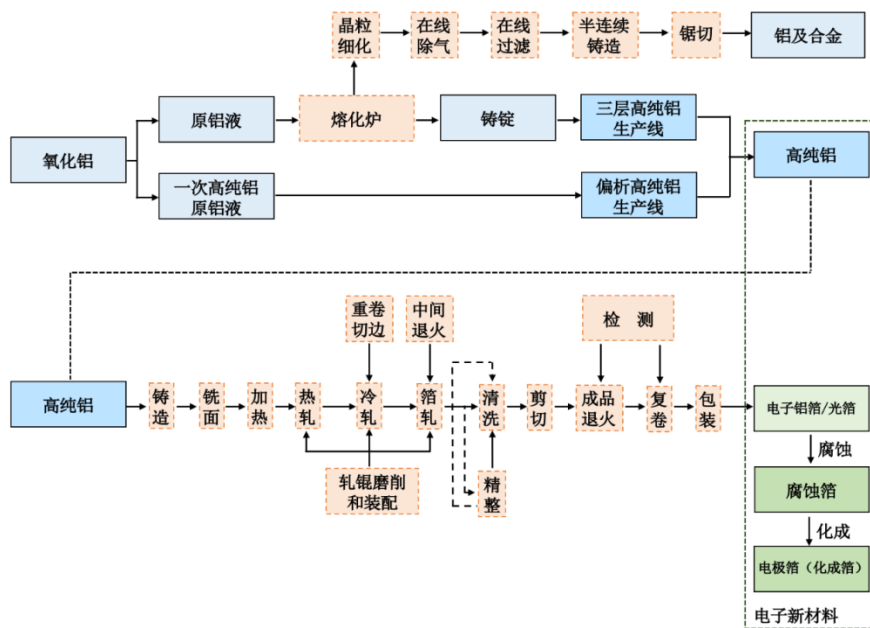 晶粒
细化
在线
除气
在线
过滤
半连续
铸造
锯切
铝及合金
原铝液
熔化炉
铸锭
三层高纯铝
生产线
氧化铝
高纯铝
一次高纯铝
原铝液
偏析高纯铝
生产线
重卷
切边
中间
退火
检 测
高纯铝
铸
造
铣
面
加
热
热
轧
冷
轧
箔
轧
清
洗
剪
切
成品
退火
复
卷
包
装
电子铝箔/光箔
腐蚀
轧辊磨削
和装配
精
整
腐蚀箔
化成
电极箔（化成箔）
电子新材料